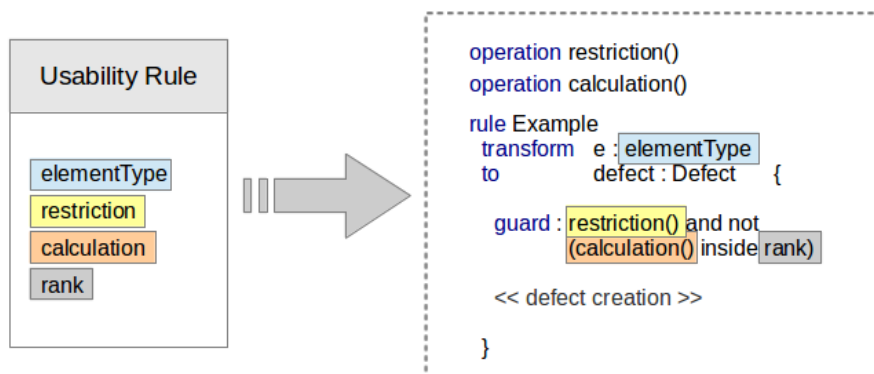 Usability Rule
elementType
restriction
calculation
rank
operation restriction()
operation calculation()
rule Example
transform e : elementType
to defect : Defect {
guard : restriction() and not
(calculation() inside rank)
<< defect creation >>
}